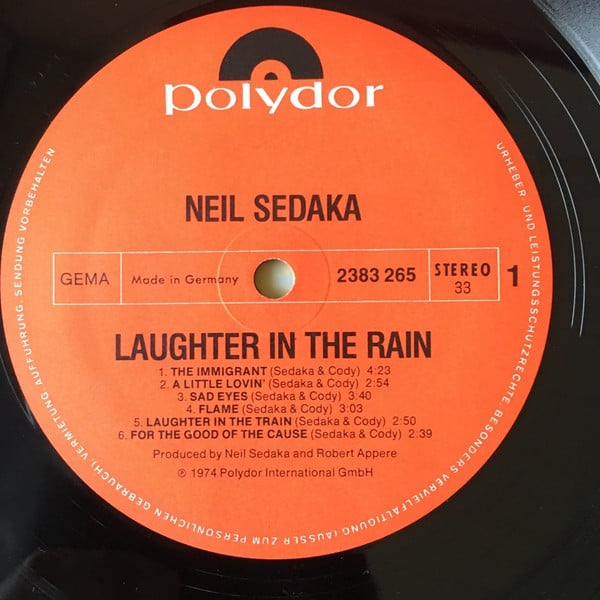 polydor
NEIL SEDAKA
GEMA
Made in Germany
2383 265
STEREO
33
1
LAUGHTER IN THE RAIN
1. THE IMMIGRANT (Sedaka & Cody) 4:23
2. A LITTLE LOVIN' (Sedaka & Cody) 2:54
3. SAD EYES (Sedaka & Cody) 3:40
4. FLAME (Sedaka & Cody) 3:03
5. LAUGHTER IN THE TRAIN (Sedaka & Cody) 2:50
6. FOR THE GOOD OF THE CAUSE (Sedaka & Cody) 2:39
Produced by Neil Sedaka and Robert Appere
℗ 1974 Polydor International GmbH
URHEBER- UND LEISTUNGSSCHUTZRECHTE, BESONDERS VERVIELFÄLTIGUNG (AUSSER ZUM PERSÖNLICHEN GEBRAUCH), VERMIETUNG, AUFFÜHRUNG, SENDUNG VORBEHALTEN